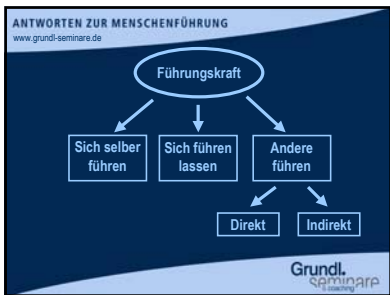 ANTWORTEN ZUR MENSCHENFÜHRUNG
www.grundl-seminare.de
Führungskraft
Sich selber
führen
Sich führen
lassen
Andere
führen
Direkt
Indirekt
Grundl.
seminare
& coaching